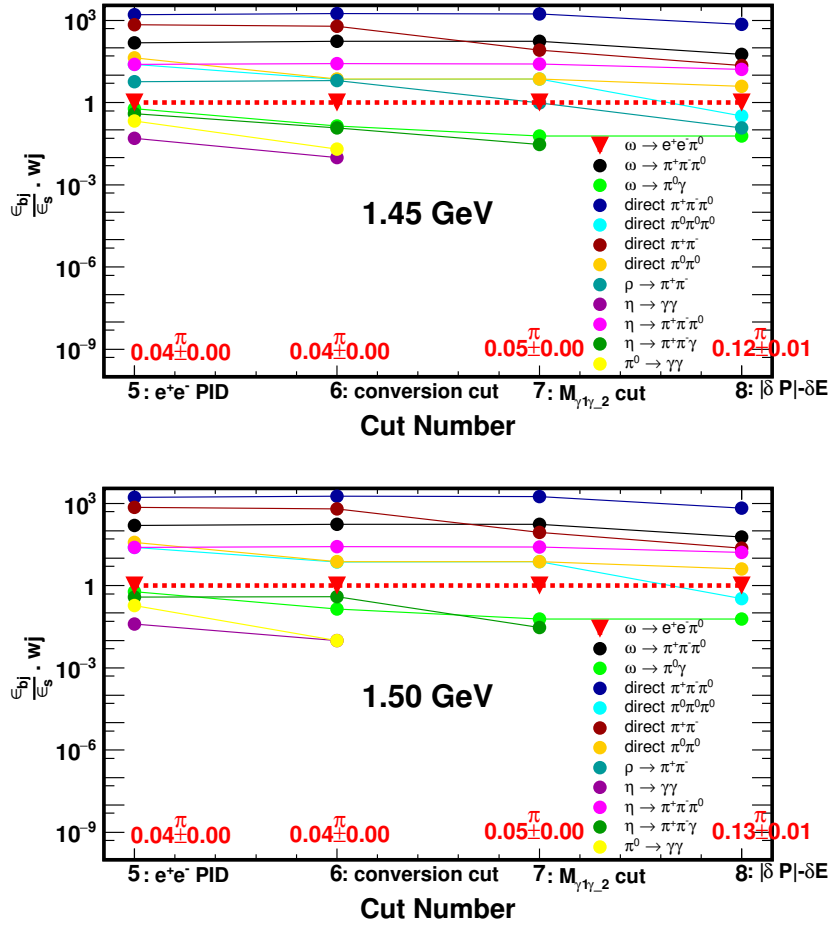 10³
1
10⁻³
10⁻⁶
10⁻⁹
ϵbj/ϵs . wj
1.45 GeV
ω → e⁺e⁻π⁰
ω → π⁺π⁻π⁰
ω → π⁰γ
direct π⁺π⁻π⁰
direct π⁰π⁰π⁰
direct π⁺π⁻
direct π⁰π⁰
ρ → π⁺π⁻
η → γγ
η → π⁺π⁻π⁰
η → π⁺π⁻γ
π⁰ → γγ
π π π π
0.04±0.00 0.04±0.00 0.05±0.00 0.12±0.01
5 : e⁺e⁻ PID 6: conversion cut 7: Mγ1γ_2 cut 8: |δ P|-δE
Cut Number
10³
1
10⁻³
10⁻⁶
10⁻⁹
ϵbj/ϵs . wj
1.50 GeV
ω → e⁺e⁻π⁰
ω → π⁺π⁻π⁰
ω → π⁰γ
direct π⁺π⁻π⁰
direct π⁰π⁰π⁰
direct π⁺π⁻
direct π⁰π⁰
ρ → π⁺π⁻
η → γγ
η → π⁺π⁻π⁰
η → π⁺π⁻γ
π⁰ → γγ
π π π π
0.04±0.00 0.04±0.00 0.05±0.00 0.13±0.01
5 : e⁺e⁻ PID 6: conversion cut 7: Mγ1γ_2 cut 8: |δ P|-δE
Cut Number